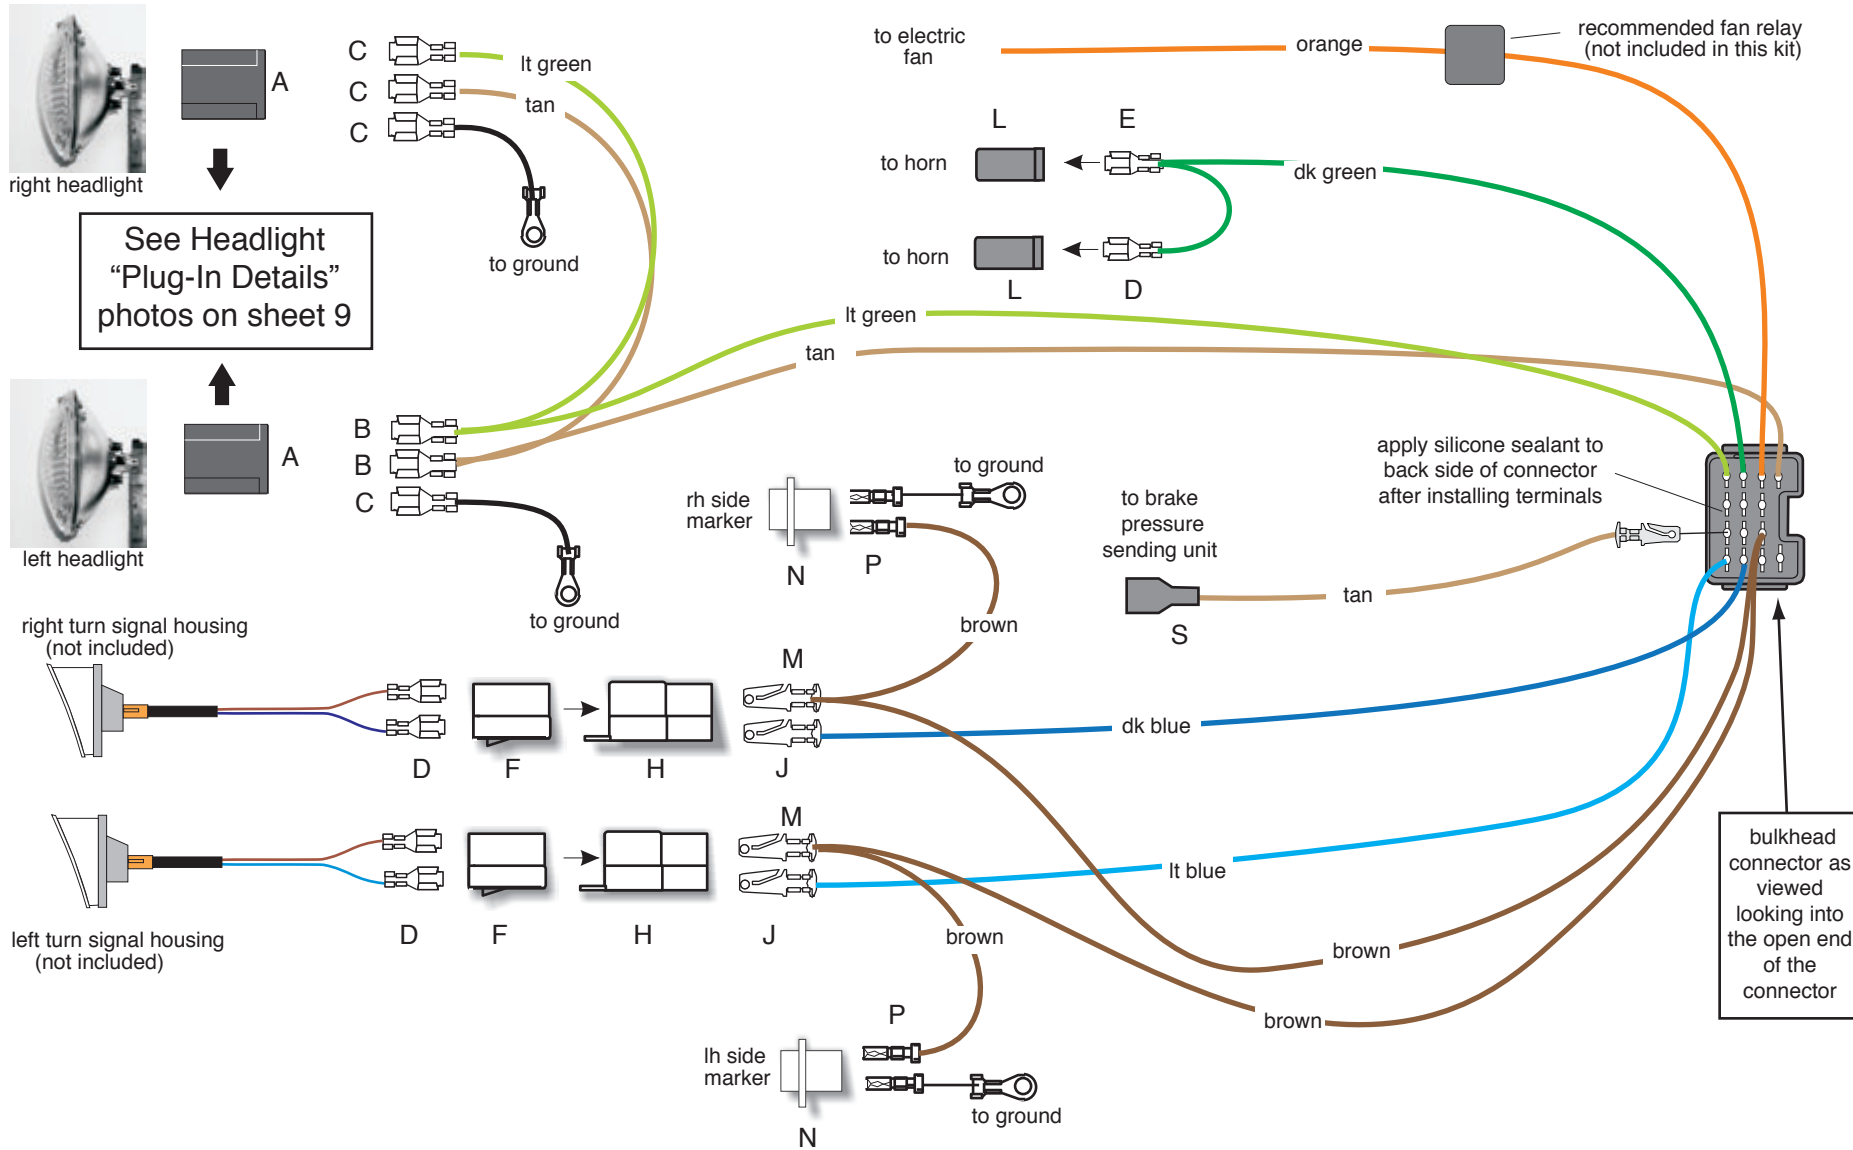 C
lt green
to electric
fan
orange
recommended fan relay
(not included in this kit)
A
C
tan
C
L
E
to horn
dk green
right headlight
See Headlight
“Plug-In Details”
photos on sheet 9
to ground
to horn
L
D
lt green
tan
B
A
B
C
left headlight
to ground
rh side
marker
to ground
N
P
brown
to brake
pressure
sending unit
S
tan
apply silicone sealant to
back side of connector
after installing terminals
right turn signal housing
(not included)
M
dk blue
D
F
H
J
M
lt blue
left turn signal housing
(not included)
D
F
H
J
brown
brown
brown
bulkhead
connector as
viewed
looking into
the open end
of the
connector
P
lh side
marker
to ground
N